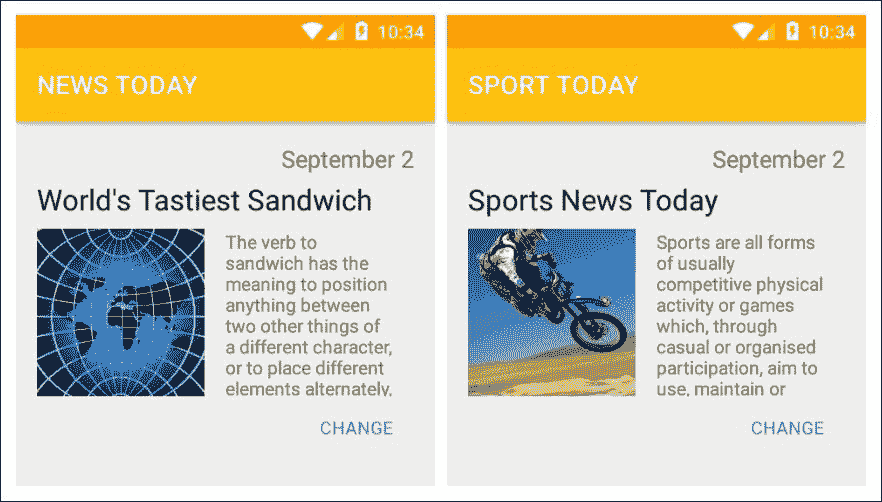 10:34
NEWS TODAY
September 2
World's Tastiest Sandwich
The verb to
sandwich has the
meaning to position
anything between
two other things of
a different character,
or to place different
elements alternately,
CHANGE
10:34
SPORT TODAY
September 2
Sports News Today
Sports are all forms
of usually
competitive physical
activity or games
which, through
casual or organised
participation, aim to
use, maintain or
CHANGE